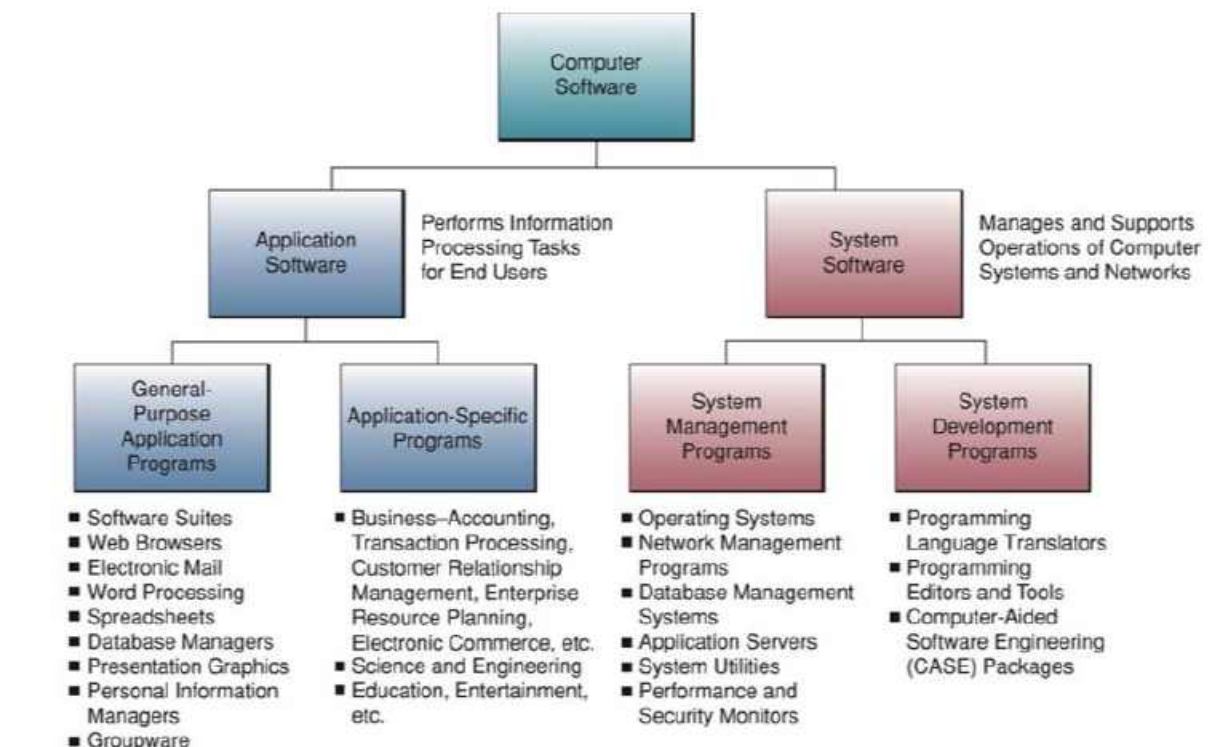 Computer
Software
Application
Software
Performs Information
Processing Tasks
for End Users
System
Software
Manages and Supports
Operations of Computer
Systems and Networks
General-
Purpose
Application
Programs
Application-Specific
Programs
System
Management
Programs
System
Development
Programs
■ Software Suites
■ Web Browsers
■ Electronic Mail
■ Word Processing
■ Spreadsheets
■ Database Managers
■ Presentation Graphics
■ Personal Information
Managers
■ Groupware
■ Business–Accounting,
Transaction Processing,
Customer Relationship
Management, Enterprise
Resource Planning,
Electronic Commerce, etc.
■ Science and Engineering
■ Education, Entertainment,
etc.
■ Operating Systems
■ Network Management
Programs
■ Database Management
Systems
■ Application Servers
■ System Utilities
■ Performance and
Security Monitors
■ Programming
Language Translators
■ Programming
Editors and Tools
■ Computer-Aided
Software Engineering
(CASE) Packages